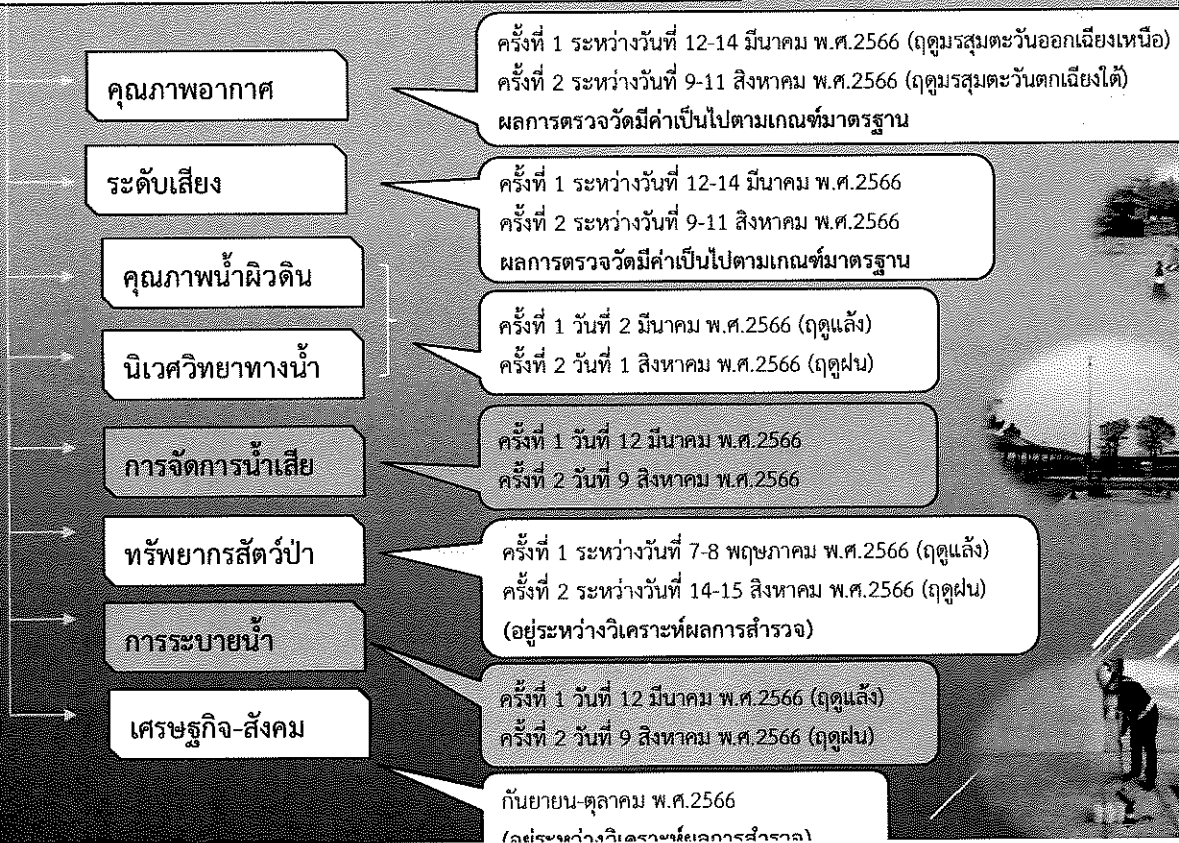 คุณภาพอากาศ
ครั้งที่ 1 ระหว่างวันที่ 12-14 มีนาคม พ.ศ.2566 (ฤดูมรสุมตะวันออกเฉียงเหนือ)
ครั้งที่ 2 ระหว่างวันที่ 9-11 สิงหาคม พ.ศ.2566 (ฤดูมรสุมตะวันตกเฉียงใต้)
ผลการตรวจวัดมีค่าเป็นไปตามเกณฑ์มาตรฐาน
ระดับเสียง
ครั้งที่ 1 ระหว่างวันที่ 12-14 มีนาคม พ.ศ.2566
ครั้งที่ 2 ระหว่างวันที่ 9-11 สิงหาคม พ.ศ.2566
ผลการตรวจวัดมีค่าเป็นไปตามเกณฑ์มาตรฐาน
คุณภาพน้ำผิวดิน
นิเวศวิทยาทางน้ำ
ครั้งที่ 1 วันที่ 2 มีนาคม พ.ศ.2566 (ฤดูแล้ง)
ครั้งที่ 2 วันที่ 1 สิงหาคม พ.ศ.2566 (ฤดูฝน)
การจัดการน้ำเสีย
ครั้งที่ 1 วันที่ 12 มีนาคม พ.ศ.2566
ครั้งที่ 2 วันที่ 9 สิงหาคม พ.ศ.2566
ทรัพยากรสัตว์ป่า
ครั้งที่ 1 ระหว่างวันที่ 7-8 พฤษภาคม พ.ศ.2566 (ฤดูแล้ง)
ครั้งที่ 2 ระหว่างวันที่ 14-15 สิงหาคม พ.ศ.2566 (ฤดูฝน)
(อยู่ระหว่างวิเคราะห์ผลการสำรวจ)
การระบายน้ำ
ครั้งที่ 1 วันที่ 12 มีนาคม พ.ศ.2566 (ฤดูแล้ง)
ครั้งที่ 2 วันที่ 9 สิงหาคม พ.ศ.2566 (ฤดูฝน)
เศรษฐกิจ-สังคม
กันยายน-ตุลาคม พ.ศ.2566
(อยู่ระหว่างวิเคราะห์ผลการสำรวจ)